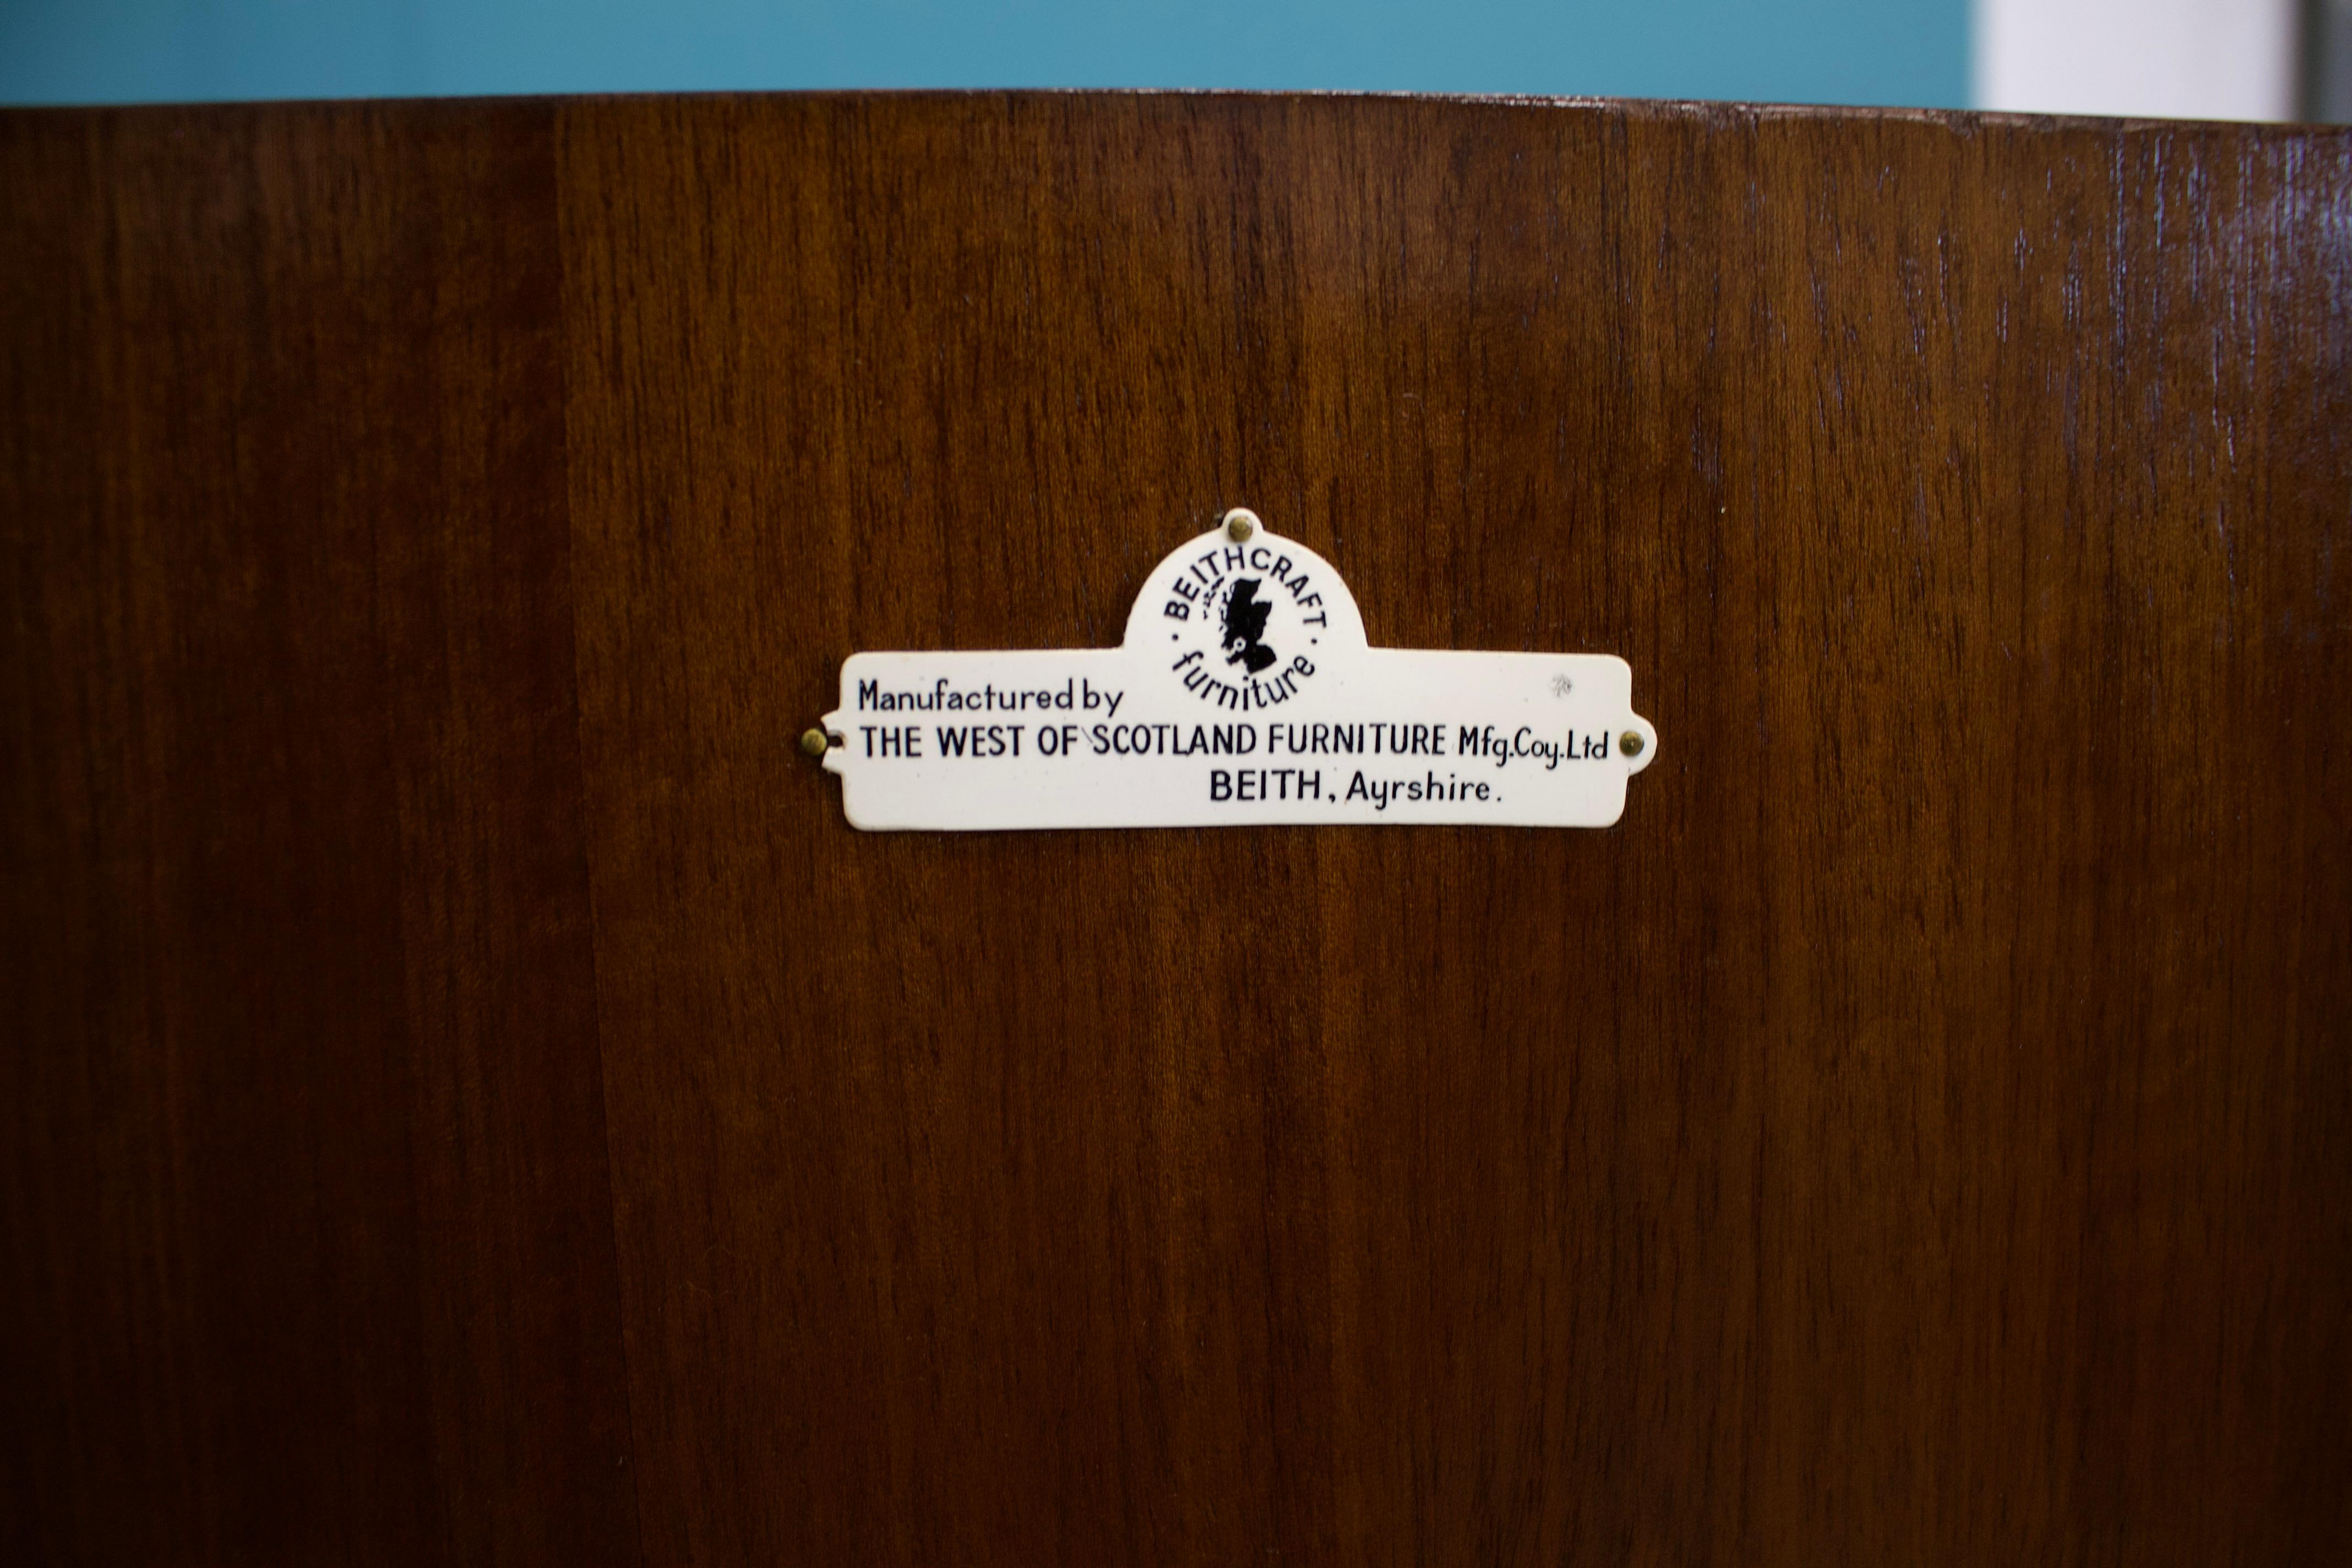 BEITHCRAFT
furniture
Manufactured by
THE WEST OF SCOTLAND FURNITURE Mfg.Coy.Ltd
BEITH, Ayrshire.